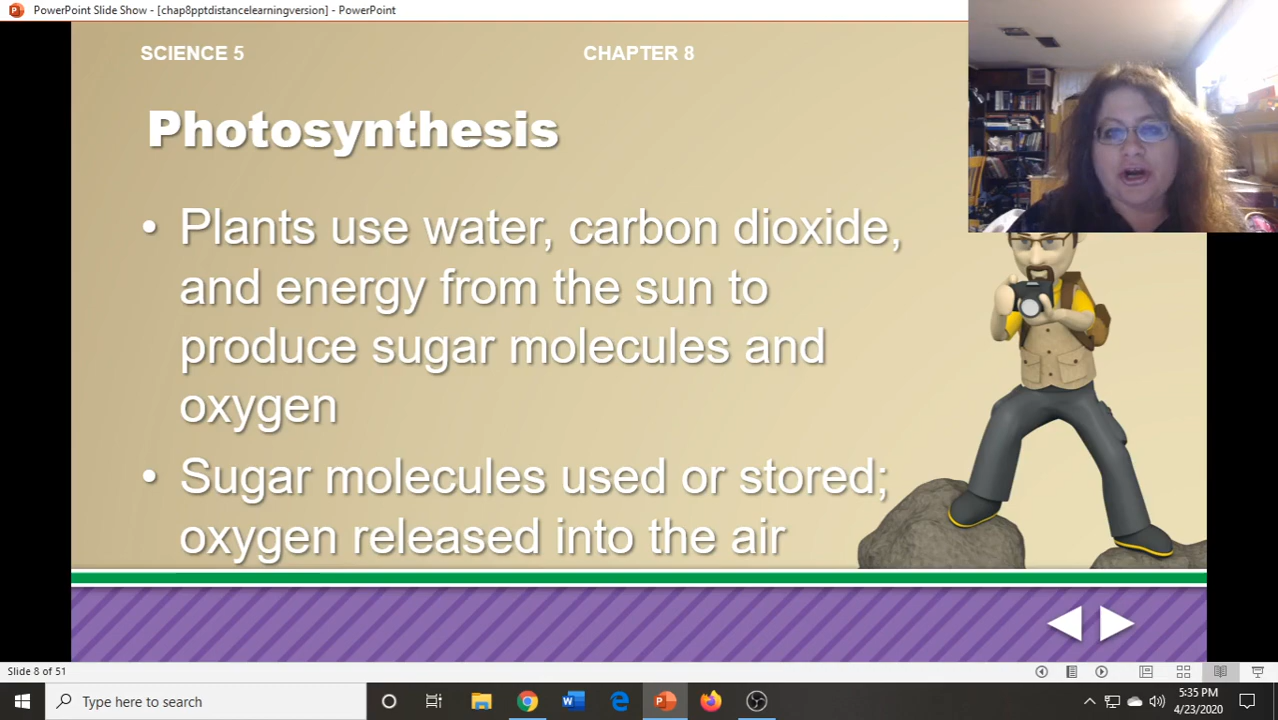 PowerPoint Slide Show - [chap8pptdistancelearningversion] - PowerPoint
SCIENCE 5
CHAPTER 8
Photosynthesis
• Plants use water, carbon dioxide,
and energy from the sun to
produce sugar molecules and
oxygen
• Sugar molecules used or stored;
oxygen released into the air
Slide 8 of 51
Type here to search
5:35 PM
4/23/2020